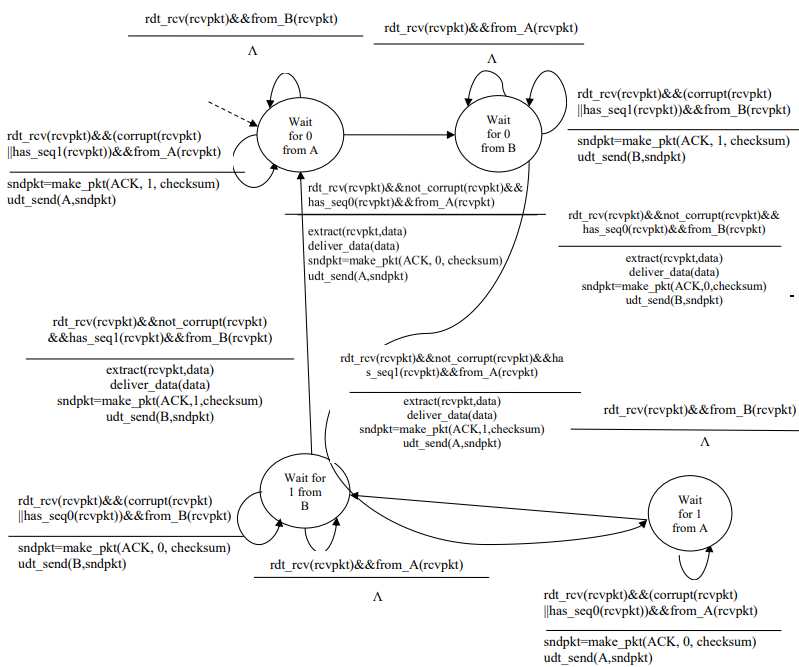 rdt_rcv(rcvpkt)&&from_B(rcvpkt)
Λ
rdt_rcv(rcvpkt)&&from_A(rcvpkt)
Λ
Wait
for 0
from A
Wait
for 0
from B
rdt_rcv(rcvpkt)&&(corrupt(rcvpkt)
||has_seq1(rcvpkt))&&from_A(rcvpkt)
sndpkt=make_pkt(ACK, 1, checksum)
udt_send(A,sndpkt)
rdt_rcv(rcvpkt)&&(corrupt(rcvpkt)
||has_seq1(rcvpkt))&&from_B(rcvpkt)
sndpkt=make_pkt(ACK, 1, checksum)
udt_send(B,sndpkt)
rdt_rcv(rcvpkt)&&not_corrupt(rcvpkt)&&
has_seq0(rcvpkt)&&from_A(rcvpkt)
extract(rcvpkt,data)
deliver_data(data)
sndpkt=make_pkt(ACK, 0, checksum)
udt_send(A,sndpkt)
rdt_rcv(rcvpkt)&&not_corrupt(rcvpkt)&&
has_seq0(rcvpkt)&&from_B(rcvpkt)
extract(rcvpkt,data)
deliver_data(data)
sndpkt=make_pkt(ACK,0,checksum)
udt_send(B,sndpkt)
rdt_rcv(rcvpkt)&&not_corrupt(rcvpkt)
&&has_seq1(rcvpkt)&&from_B(rcvpkt)
extract(rcvpkt,data)
deliver_data(data)
sndpkt=make_pkt(ACK,1,checksum)
udt_send(B,sndpkt)
rdt_rcv(rcvpkt)&&not_corrupt(rcvpkt)&&ha
s_seq1(rcvpkt)&&from_A(rcvpkt)
extract(rcvpkt,data)
deliver_data(data)
sndpkt=make_pkt(ACK,1,checksum)
udt_send(A,sndpkt)
rdt_rcv(rcvpkt)&&from_B(rcvpkt)
Λ
Wait for
1 from
B
Wait
for 1
from A
rdt_rcv(rcvpkt)&&(corrupt(rcvpkt)
||has_seq0(rcvpkt))&&from_B(rcvpkt)
sndpkt=make_pkt(ACK, 0, checksum)
udt_send(B,sndpkt)
rdt_rcv(rcvpkt)&&from_A(rcvpkt)
Λ
rdt_rcv(rcvpkt)&&(corrupt(rcvpkt)
||has_seq0(rcvpkt))&&from_A(rcvpkt)
sndpkt=make_pkt(ACK, 0, checksum)
udt_send(A,sndpkt)